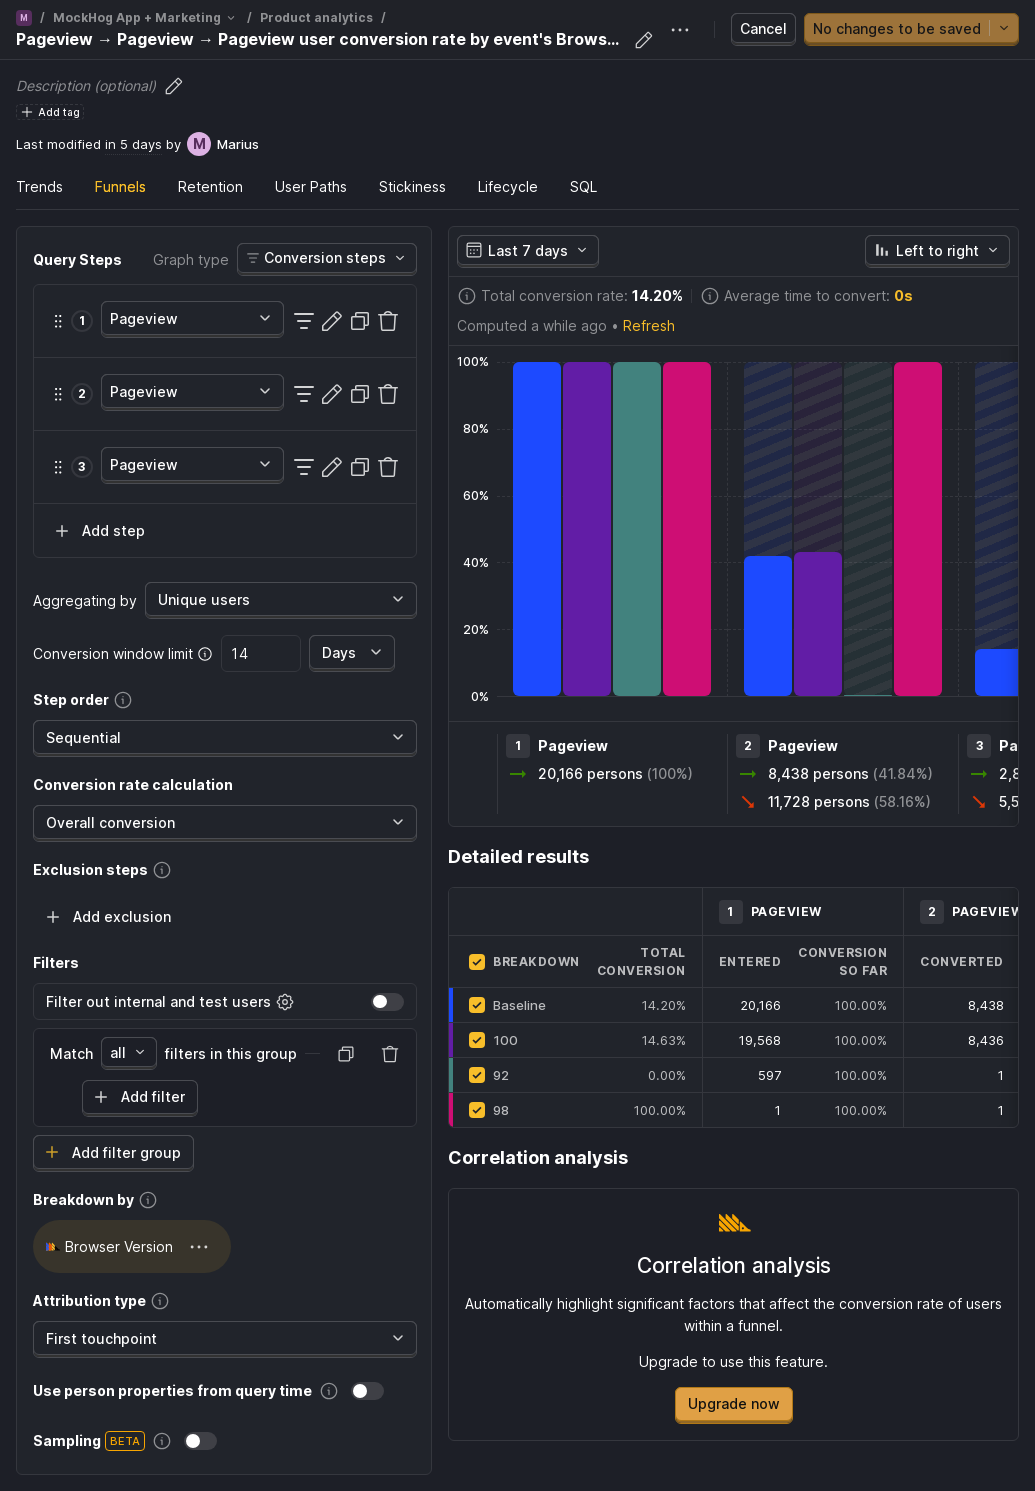 M / MockHog App + Marketing / Product analytics /
Pageview → Pageview → Pageview user conversion rate by event's Brows...
Cancel
No changes to be saved
Description (optional)
Add tag
Last modified in 5 days by M Marius
Trends Funnels Retention User Paths Stickiness Lifecycle SQL
Query Steps Graph type Conversion steps
1 Pageview
2 Pageview
3 Pageview
Add step
Aggregating by Unique users
Conversion window limit 14 Days
Step order
Sequential
Conversion rate calculation
Overall conversion
Exclusion steps
Add exclusion
Filters
Filter out internal and test users
Match all filters in this group
Add filter
Add filter group
Breakdown by
Browser Version
Attribution type
First touchpoint
Use person properties from query time
Sampling BETA
Last 7 days Left to right
Total conversion rate: 14.20% Average time to convert: 0s
Computed a while ago • Refresh
100%
80%
60%
40%
20%
0%
1 Pageview 2 Pageview 3 Pa
20,166 persons (100%) 8,438 persons (41.84%) 2,8
11,728 persons (58.16%) 5,5
Detailed results
1 PAGEVIEW 2 PAGEVIEW
BREAKDOWN TOTAL CONVERSION ENTERED CONVERSION SO FAR CONVERTED
Baseline 14.20% 20,166 100.00% 8,438
100 14.63% 19,568 100.00% 8,436
92 0.00% 597 100.00% 1
98 100.00% 1 100.00% 1
Correlation analysis
Correlation analysis
Automatically highlight significant factors that affect the conversion rate of users
within a funnel.
Upgrade to use this feature.
Upgrade now